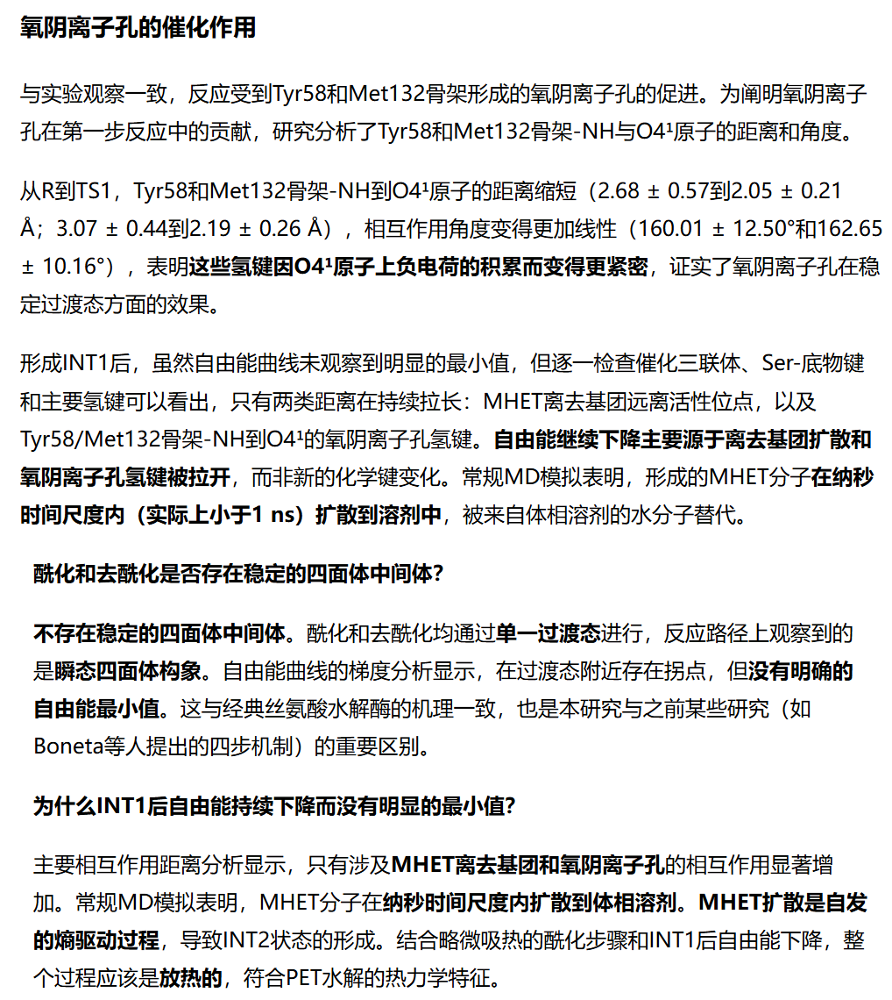 氧阴离子孔的催化作用
与实验观察一致，反应受到Tyr58和Met132骨架形成的氧阴离子孔的促进。为阐明氧阴离子
孔在第一步反应中的贡献，研究分析了Tyr58和Met132骨架-NH与O4¹原子的距离和角度。
从R到TS1，Tyr58和Met132骨架-NH到O4¹原子的距离缩短（2.68 ± 0.57到2.05 ± 0.21
Å；3.07 ± 0.44到2.19 ± 0.26 Å），相互作用角度变得更加线性（160.01 ± 12.50°和162.65
± 10.16°），表明这些氢键因O4¹原子上负电荷的积累而变得更紧密，证实了氧阴离子孔在稳
定过渡态方面的效果。
形成INT1后，虽然自由能曲线未观察到明显的最小值，但逐一检查催化三联体、Ser-底物键
和主要氢键可以看出，只有两类距离在持续拉长：MHET离去基团远离活性位点，以及
Tyr58/Met132骨架-NH到O4¹的氧阴离子孔氢键。自由能继续下降主要源于离去基团扩散和
氧阴离子孔氢键被拉开，而非新的化学键变化。常规MD模拟表明，形成的MHET分子在纳秒
时间尺度内（实际上小于1 ns）扩散到溶剂中，被来自体相溶剂的水分子替代。
酰化和去酰化是否存在稳定的四面体中间体？
不存在稳定的四面体中间体。酰化和去酰化均通过单一过渡态进行，反应路径上观察到的
是瞬态四面体构象。自由能曲线的梯度分析显示，在过渡态附近存在拐点，但没有明确的
自由能最小值。这与经典丝氨酸水解酶的机理一致，也是本研究与之前某些研究（如
Boneta等人提出的四步机制）的重要区别。
为什么INT1后自由能持续下降而没有明显的最小值？
主要相互作用距离分析显示，只有涉及MHET离去基团和氧阴离子孔的相互作用显著增
加。常规MD模拟表明，MHET分子在纳秒时间尺度内扩散到体相溶剂。MHET扩散是自发
的熵驱动过程，导致INT2状态的形成。结合略微吸热的酰化步骤和INT1后自由能下降，整
个过程应该是放热的，符合PET水解的热力学特征。